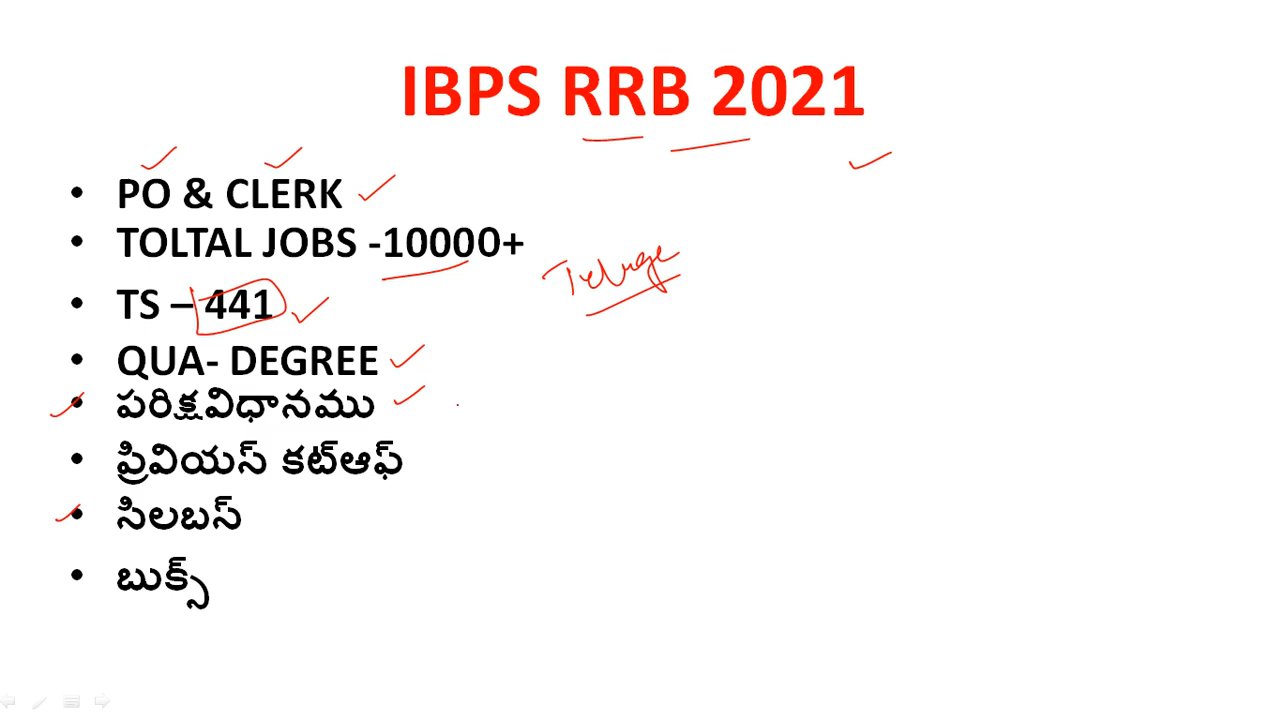 IBPS RRB 2021
• PO & CLERK
• TOLTAL JOBS -10000+
Telugu
• TS – 441
• QUA- DEGREE
• పరిక్షవిధానము
• ప్రివియస్ కట్ఆఫ్
• సిలబస్
• బుక్స్